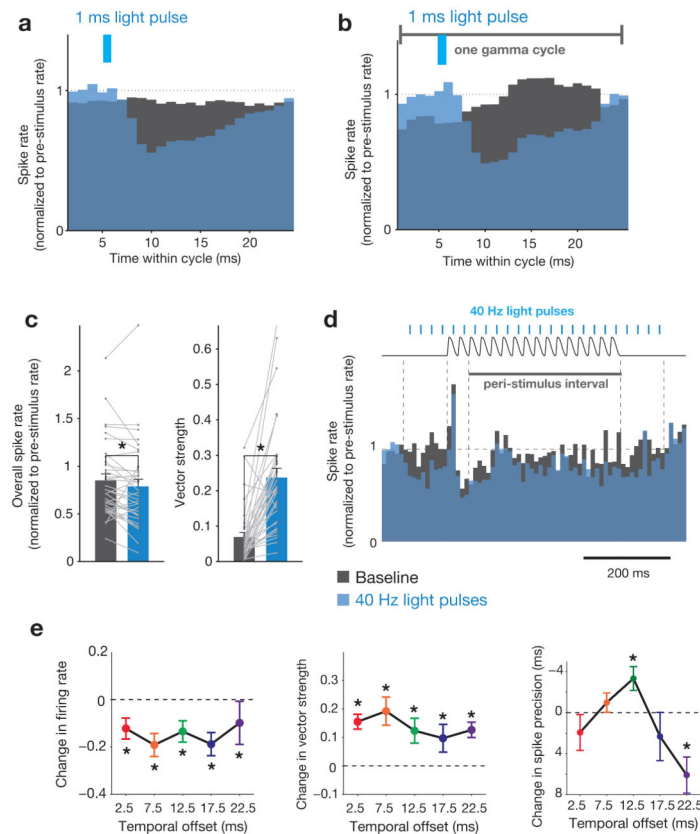 a
1 ms light pulse
Spike rate
(normalized to pre-stimulus rate)
1
0
5
10
15
20
Time within cycle (ms)
b
1 ms light pulse
one gamma cycle
Spike rate
(normalized to pre-stimulus rate)
1
0
5
10
15
20
Time within cycle (ms)
c
Overall spike rate
(normalized to pre-stimulus rate)
2
1.5
1
0.5
0
*
Vector strength
0.6
0.5
0.4
0.3
0.2
0.1
0
*
d
40 Hz light pulses
peri-stimulus interval
Spike rate
(normalized to pre-stimulus rate)
1
0
200 ms
Baseline
40 Hz light pulses
e
Change in firing rate
0.2
0
−0.2
−0.4
* * * * *
2.5 7.5 12.5 17.5 22.5
Temporal offset (ms)
Change in vector strength
0.4
0.3
0.2
0.1
0
−0.1
* * * * *
2.5 7.5 12.5 17.5 22.5
Temporal offset (ms)
Change in spike precision (ms)
−4
0
4
8
* *
2.5 7.5 12.5 17.5 22.5
Temporal offset (ms)